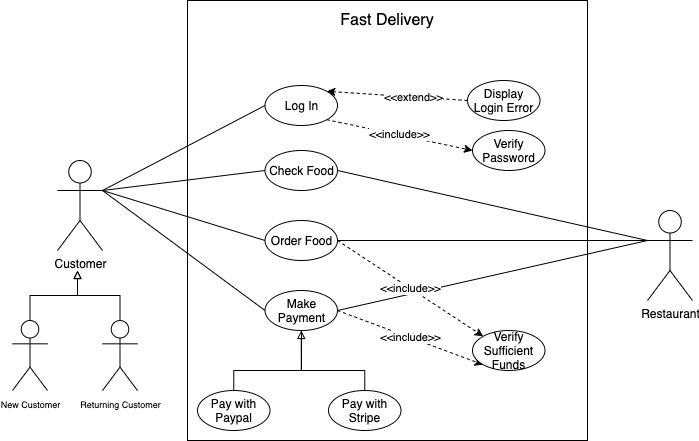 Fast Delivery
Log In
<<extend>>
Display
Login Error
<<include>>
Verify
Password
Check Food
Customer
Order Food
Restaurant
<<include>>
Make
Payment
<<include>>
Verify
Sufficient
Funds
New Customer
Returning Customer
Pay with
Paypal
Pay with
Stripe